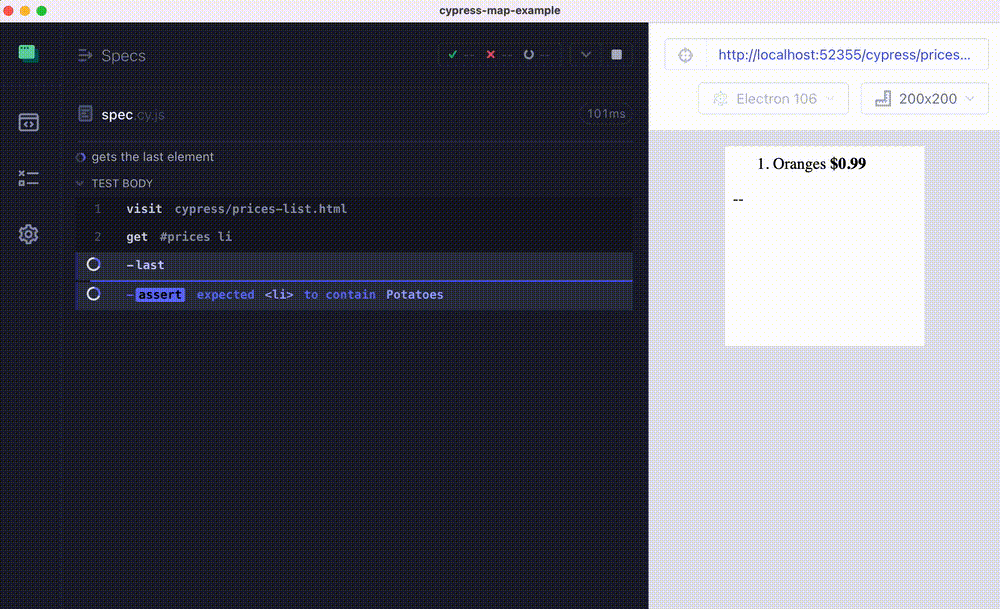 cypress-map-example
Specs
-- -- --
spec.cy.js
101ms
gets the last element
TEST BODY
1 visit cypress/prices-list.html
2 get #prices li
-last
-assert expected <li> to contain Potatoes
http://localhost:52355/cypress/prices...
Electron 106
200x200
1. Oranges $0.99
--